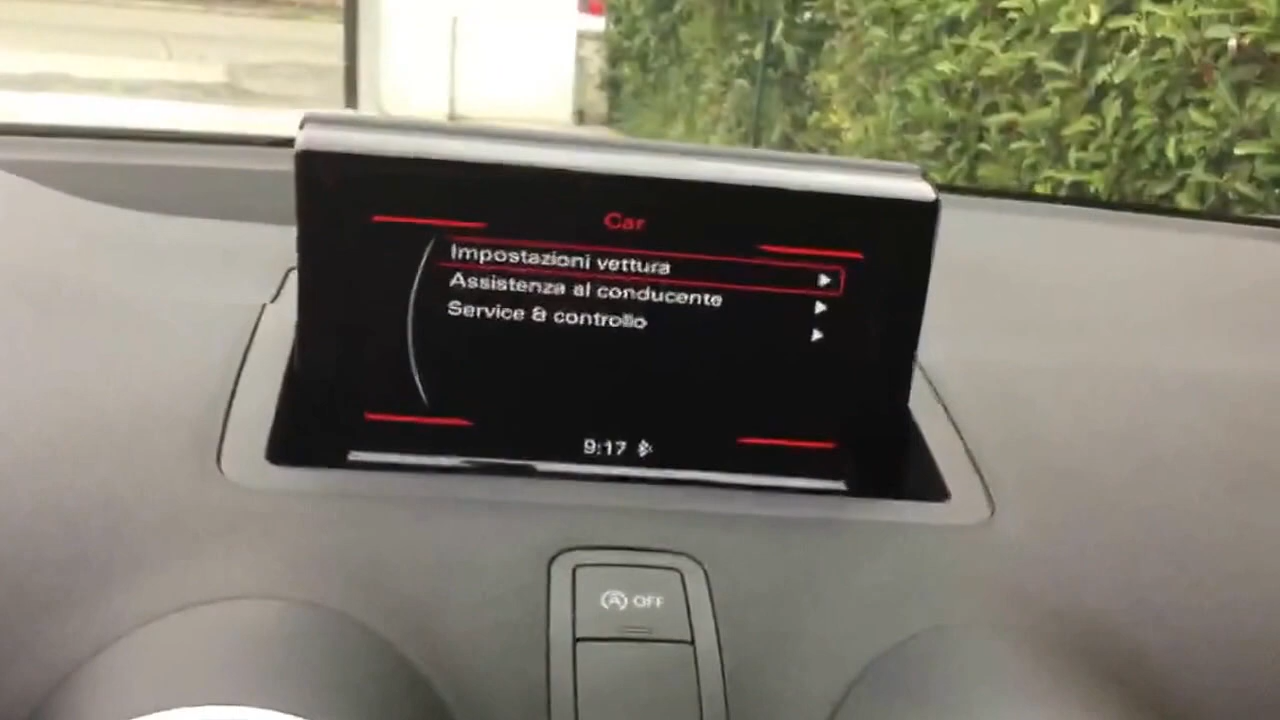 Car
Impostazioni vettura
Assistenza al conducente
Service & controllo
9:17
A OFF